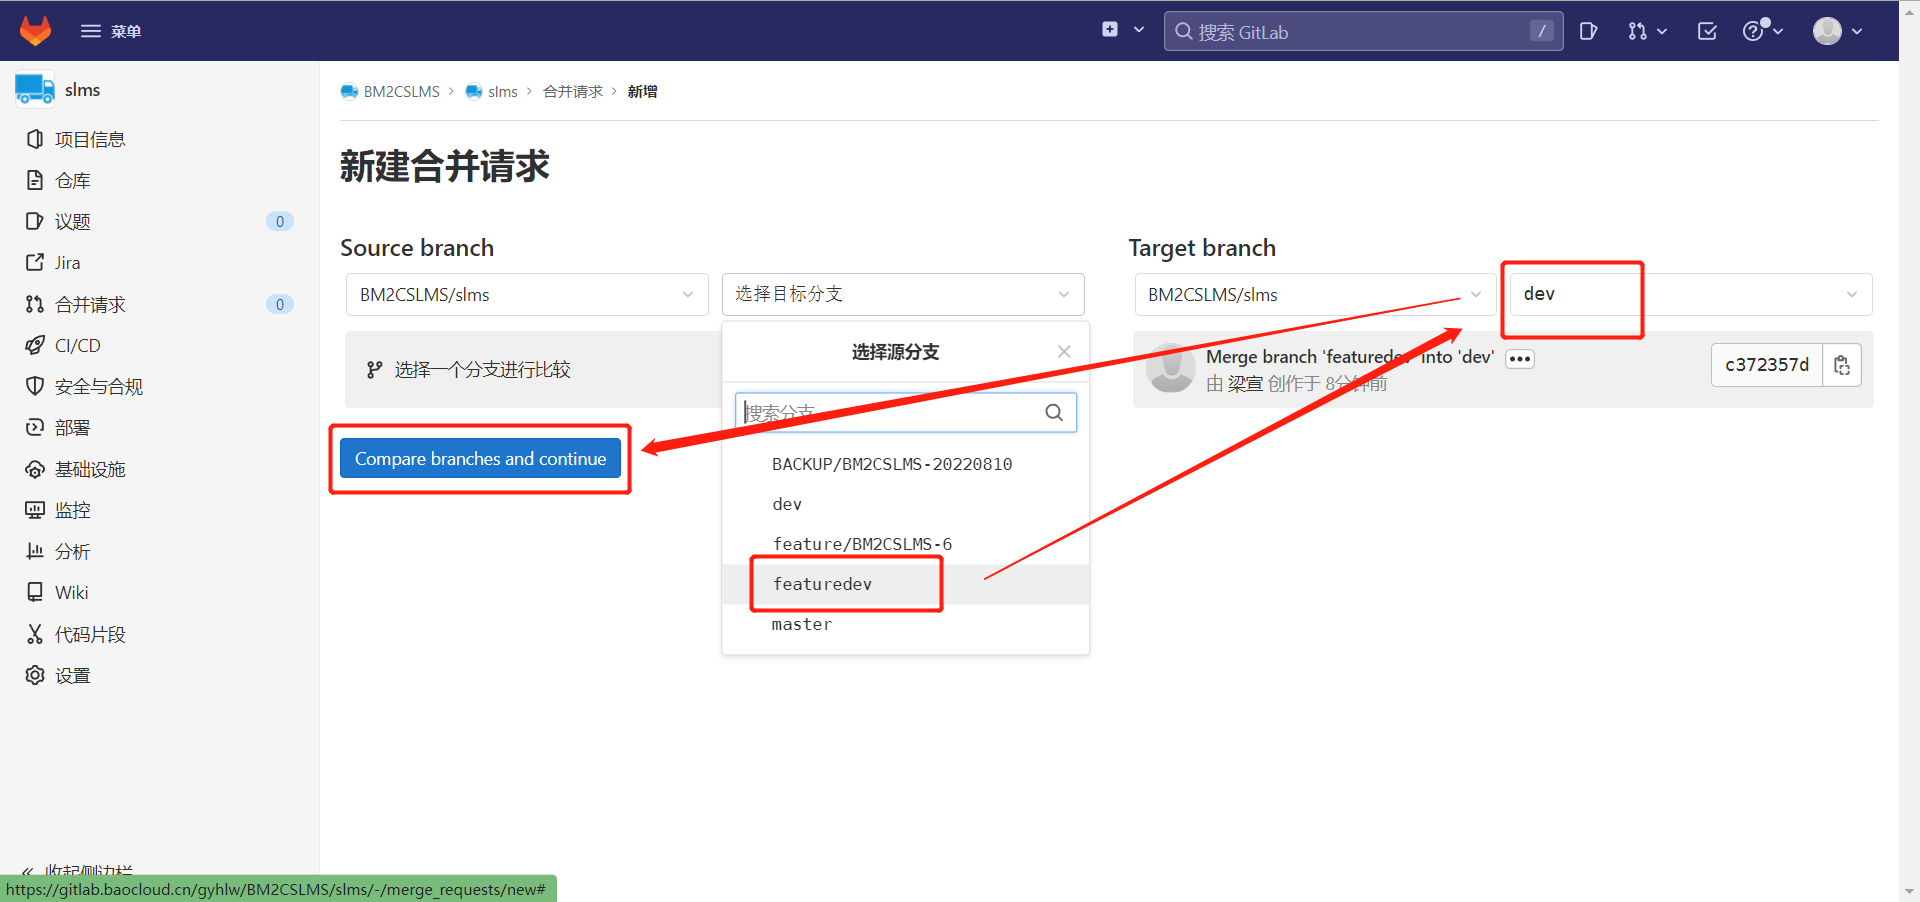 菜单
搜索 GitLab
/
slms
项目信息
仓库
议题
0
Jira
合并请求
0
CI/CD
安全与合规
部署
基础设施
监控
分析
Wiki
代码片段
设置
收起侧边栏
BM2CSLMS › slms › 合并请求 › 新增
新建合并请求
Source branch
BM2CSLMS/slms
选择目标分支
选择一个分支进行比较
Compare branches and continue
选择源分支
搜索分支
BACKUP/BM2CSLMS-20220810
dev
feature/BM2CSLMS-6
featuredev
master
Target branch
BM2CSLMS/slms
dev
Merge branch 'featuredev' into 'dev'
由 梁宣 创作于 8分钟前
c372357d
https://gitlab.baocloud.cn/gyhlw/BM2CSLMS/slms/-/merge_requests/new#